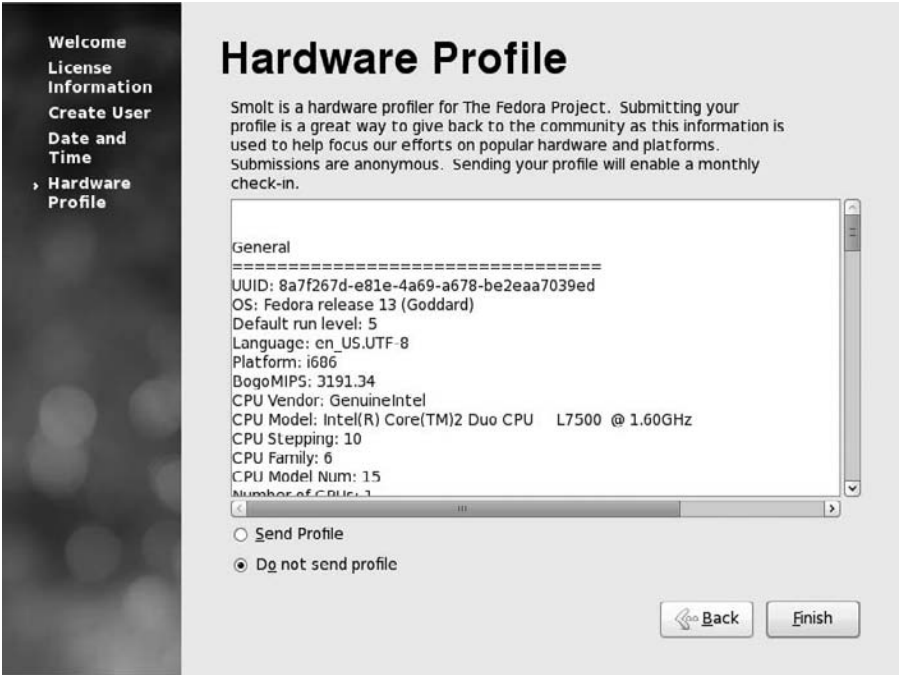 Welcome
License
Information
Create User
Date and
Time
Hardware
Profile
Hardware Profile
Smolt is a hardware profiler for The Fedora Project. Submitting your
profile is a great way to give back to the community as this information is
used to help focus our efforts on popular hardware and platforms.
Submissions are anonymous. Sending your profile will enable a monthly
check-in.
General
=================================
UUID: 8a7f267d-e81e-4a69-a678-be2eaa7039ed
OS: Fedora release 13 (Goddard)
Default run level: 5
Language: en_US.UTF-8
Platform: i686
BogoMIPS: 3191.34
CPU Vendor: GenuineIntel
CPU Model: Intel(R) Core(TM)2 Duo CPU     L7500  @ 1.60GHz
CPU Stepping: 10
CPU Family: 6
CPU Model Num: 15
Number of CPUs: 1
Send Profile
Do not send profile
Back
Finish